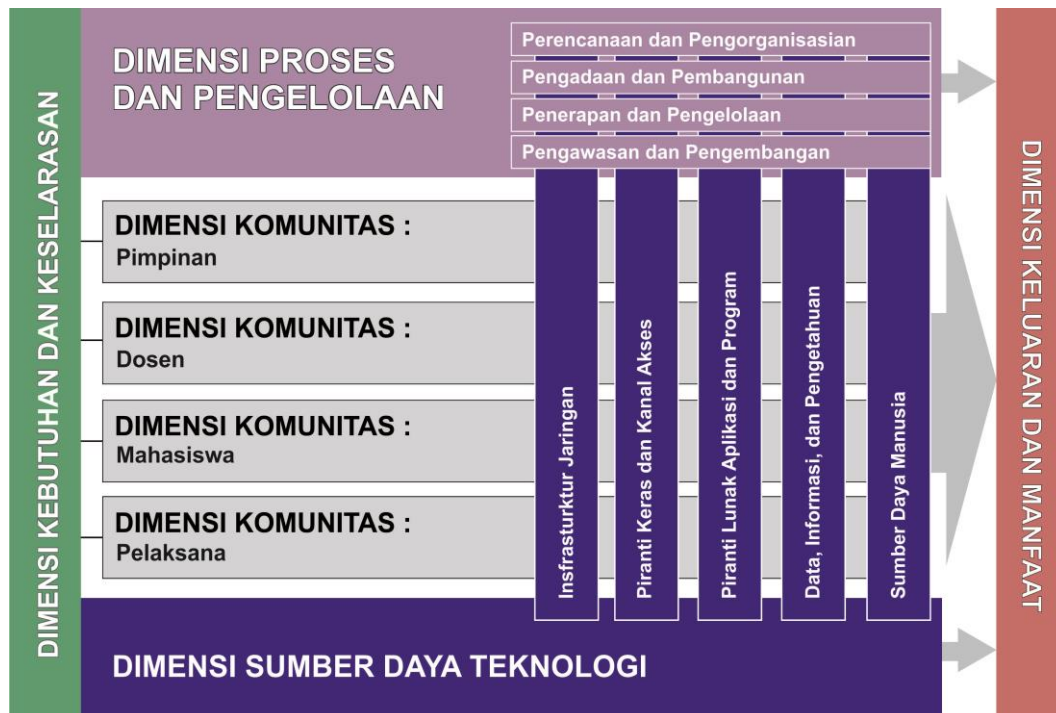 DIMENSI KEBUTUHAN DAN KESELARASAN
DIMENSI PROSES
DAN PENGELOLAAN
Perencanaan dan Pengorganisasian
Pengadaan dan Pembangunan
Penerapan dan Pengelolaan
Pengawasan dan Pengembangan
DIMENSI KOMUNITAS :
Pimpinan
DIMENSI KOMUNITAS :
Dosen
DIMENSI KOMUNITAS :
Mahasiswa
DIMENSI KOMUNITAS :
Pelaksana
Insfrasturktur Jaringan
Piranti Keras dan Kanal Akses
Piranti Lunak Aplikasi dan Program
Data, Informasi, dan Pengetahuan
Sumber Daya Manusia
DIMENSI SUMBER DAYA TEKNOLOGI
DIMENSI KELUARAN DAN MANFAAT